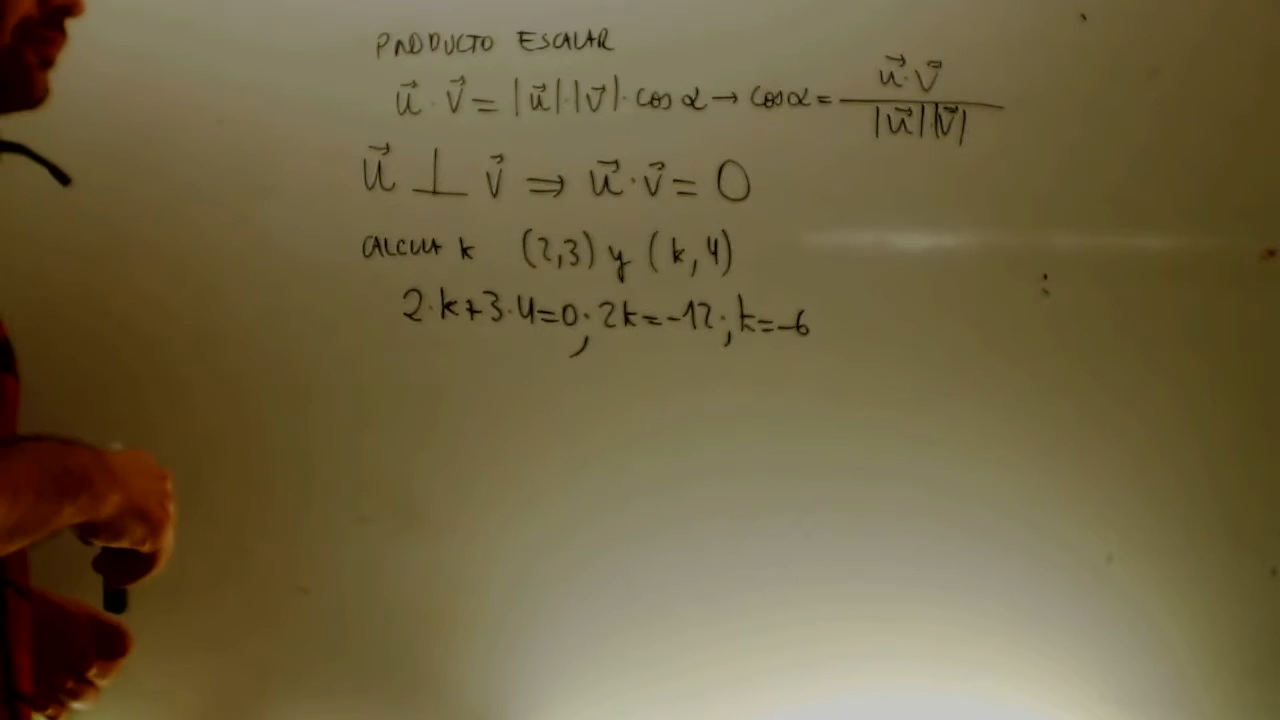 PRODUCTO ESCALAR
u⃗ · v⃗ = |u⃗|·|v⃗|· cos α → cos α = u⃗·v⃗ / |u⃗||v⃗|
u⃗ ⊥ v⃗ ⇒ u⃗·v⃗ = 0
CALCULA k (2,3) y (k,4)
2·k+3·4=0; 2k=-12; k=-6